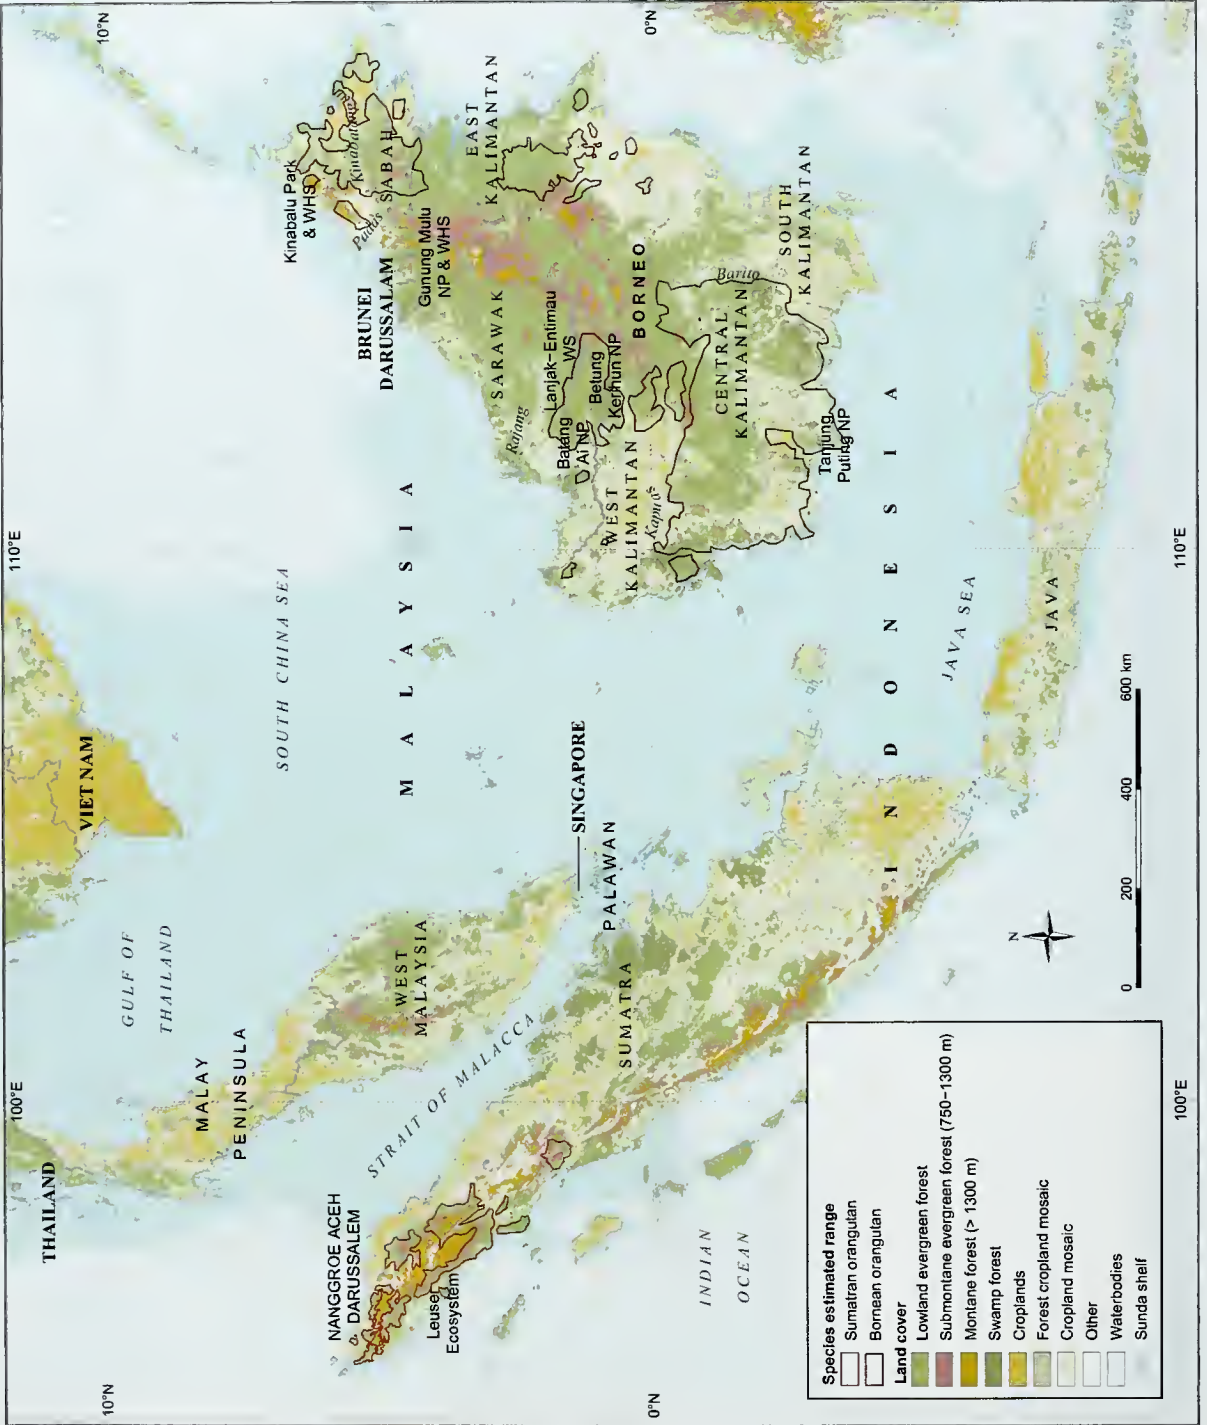 100°E
110°E
10°N
10°N
0°N
0°N
100°E
110°E
THAILAND
VIET NAM
GULF OF
THAILAND
MALAY
PENINSULA
SOUTH CHINA SEA
Kinabalu Park
& WHS
Kinabatangan
SABAH
Padas
BRUNEI
DARUSSALAM
Gunung Mulu
NP & WHS
EAST
KALIMANTAN
NANGGROE ACEH
DARUSSALEM
STRAIT OF MALACCA
WEST
MALAYSIA
MALAYSIA
SARAWAK
Rajang
Lanjak-Entimau
WS
Batang
Ai NP
Betung
Kerihun NP
Leuser
Ecosystem
SINGAPORE
PALAWAN
SUMATRA
BORNEO
WEST
KALIMANTAN
Kapuas
CENTRAL
KALIMANTAN
Barito
SOUTH
KALIMANTAN
Tanjung
Puting NP
INDIAN
OCEAN
INDONESIA
JAVA SEA
JAVA
N
0
200
400
600 km
Species estimated range
Sumatran orangutan
Bornean orangutan
Land cover
Lowland evergreen forest
Submontane evergreen forest (750-1300 m)
Montane forest (> 1300 m)
Swamp forest
Croplands
Forest cropland mosaic
Cropland mosaic
Other
Waterbodies
Sunda shelf